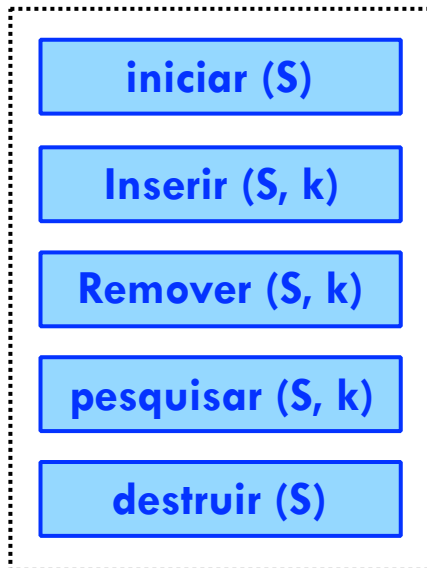 iniciar (S)
Inserir (S, k)
Remover (S, k)
pesquisar (S, k)
destruir (S)